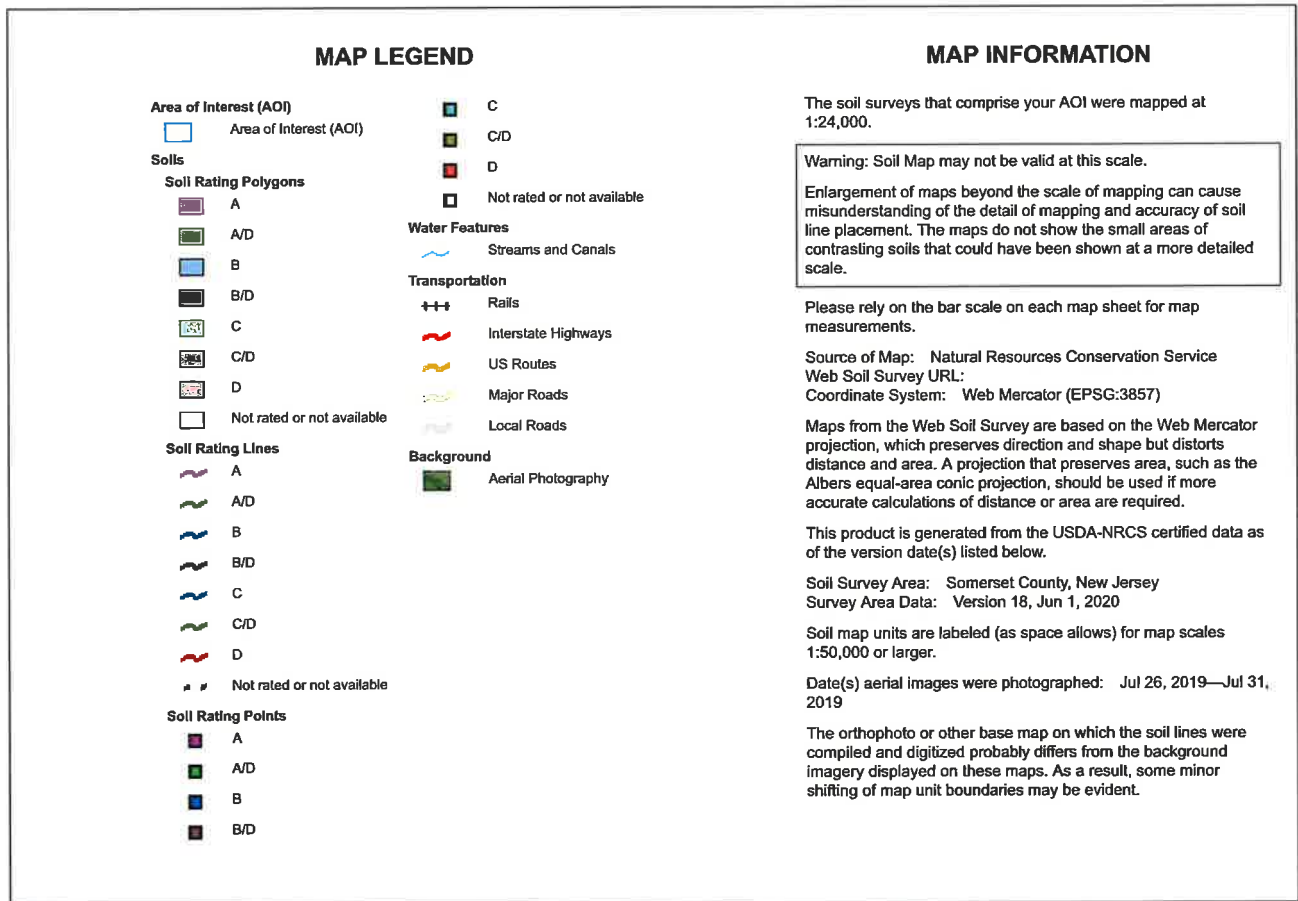 MAP LEGEND
Area of Interest (AOI)
Area of Interest (AOI)
Soils
Soil Rating Polygons
A
A/D
B
B/D
C
C/D
D
Not rated or not available
Soil Rating Lines
A
A/D
B
B/D
C
C/D
D
Not rated or not available
Soil Rating Points
A
A/D
B
B/D
C
C/D
D
Not rated or not available
Water Features
Streams and Canals
Transportation
Rails
Interstate Highways
US Routes
Major Roads
Local Roads
Background
Aerial Photography
MAP INFORMATION
The soil surveys that comprise your AOI were mapped at
1:24,000.
Warning: Soil Map may not be valid at this scale.
Enlargement of maps beyond the scale of mapping can cause
misunderstanding of the detail of mapping and accuracy of soil
line placement. The maps do not show the small areas of
contrasting soils that could have been shown at a more detailed
scale.
Please rely on the bar scale on each map sheet for map
measurements.
Source of Map: Natural Resources Conservation Service
Web Soil Survey URL:
Coordinate System: Web Mercator (EPSG:3857)
Maps from the Web Soil Survey are based on the Web Mercator
projection, which preserves direction and shape but distorts
distance and area. A projection that preserves area, such as the
Albers equal-area conic projection, should be used if more
accurate calculations of distance or area are required.
This product is generated from the USDA-NRCS certified data as
of the version date(s) listed below.
Soil Survey Area: Somerset County, New Jersey
Survey Area Data: Version 18, Jun 1, 2020
Soil map units are labeled (as space allows) for map scales
1:50,000 or larger.
Date(s) aerial images were photographed: Jul 26, 2019—Jul 31,
2019
The orthophoto or other base map on which the soil lines were
compiled and digitized probably differs from the background
imagery displayed on these maps. As a result, some minor
shifting of map unit boundaries may be evident.